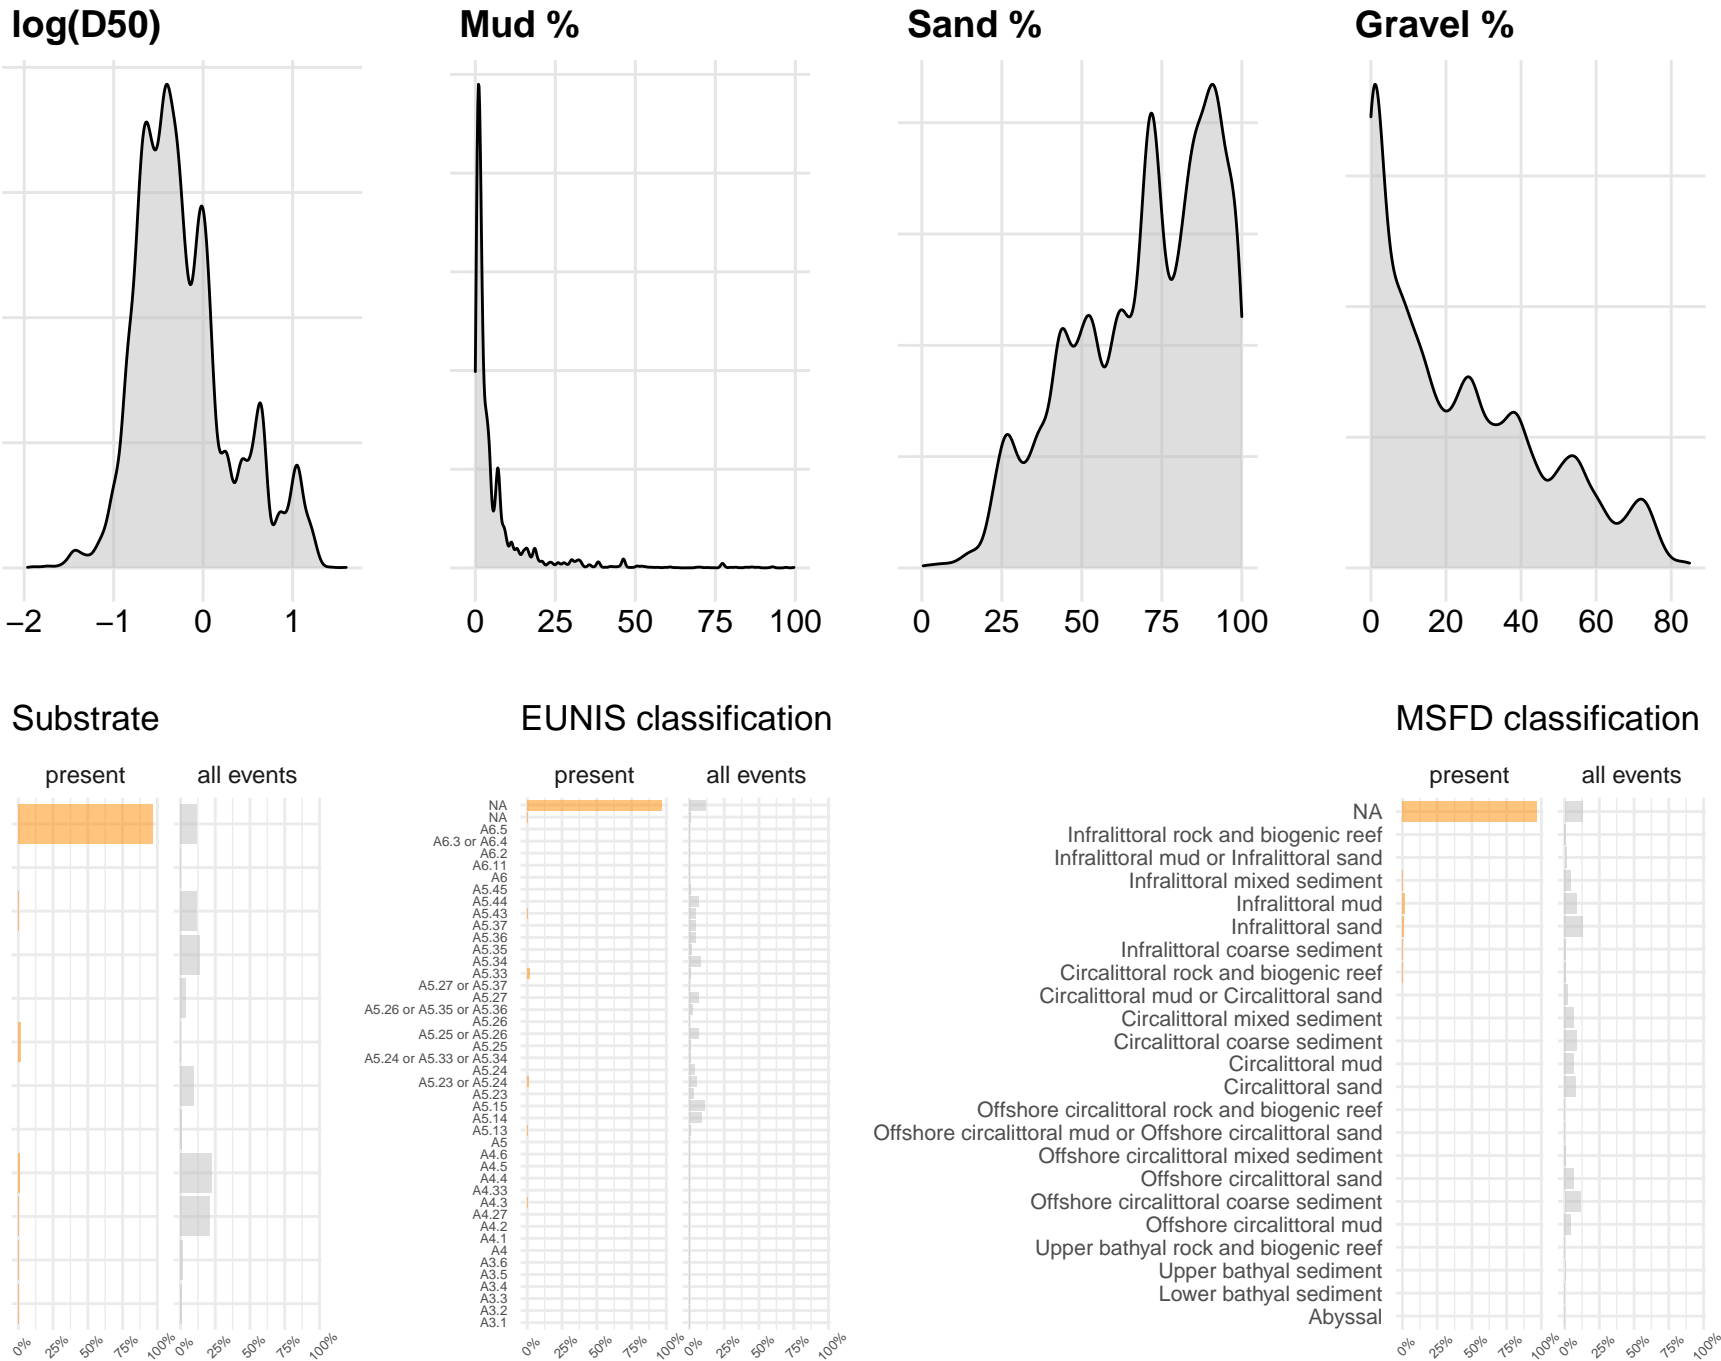 log(D50)
Mud %
Sand %
Gravel %
−2 −1 0 1
0 25 50 75 100
0 25 50 75 100
0 20 40 60 80
Substrate
present all events
0% 25% 50% 75% 100% 0% 25% 50% 75% 100%
EUNIS classification
present all events
NA
NA
A6.5
A6.3 or A6.4
A6.2
A6.11
A6
A5.45
A5.44
A5.43
A5.37
A5.36
A5.35
A5.34
A5.33
A5.27 or A5.37
A5.27
A5.26 or A5.35 or A5.36
A5.26
A5.25 or A5.26
A5.25
A5.24 or A5.33 or A5.34
A5.24
A5.23 or A5.24
A5.23
A5.15
A5.14
A5.13
A5
A4.6
A4.5
A4.4
A4.33
A4.3
A4.27
A4.2
A4.1
A4
A3.6
A3.5
A3.4
A3.3
A3.2
A3.1
0% 25% 50% 75% 100% 0% 25% 50% 75% 100%
MSFD classification
present all events
NA
Infralittoral rock and biogenic reef
Infralittoral mud or Infralittoral sand
Infralittoral mixed sediment
Infralittoral mud
Infralittoral sand
Infralittoral coarse sediment
Circalittoral rock and biogenic reef
Circalittoral mud or Circalittoral sand
Circalittoral mixed sediment
Circalittoral coarse sediment
Circalittoral mud
Circalittoral sand
Offshore circalittoral rock and biogenic reef
Offshore circalittoral mud or Offshore circalittoral sand
Offshore circalittoral mixed sediment
Offshore circalittoral sand
Offshore circalittoral coarse sediment
Offshore circalittoral mud
Upper bathyal rock and biogenic reef
Upper bathyal sediment
Lower bathyal sediment
Abyssal
0% 25% 50% 75% 100% 0% 25% 50% 75% 100%